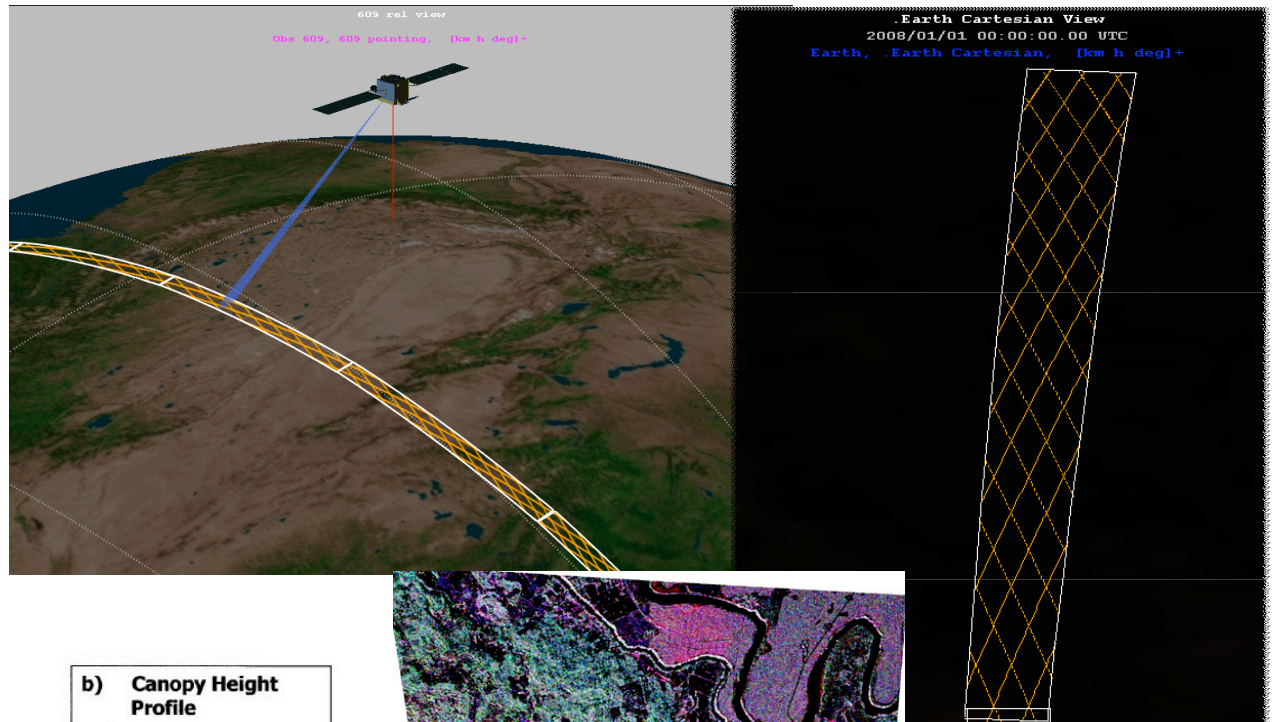 609 rel view
Obs 609, 609 pointing, [km h deg]+
.Earth Cartesian View
2008/01/01 00:00:00.00 UTC
Earth, .Earth Cartesian, [km h deg]+
b) Canopy Height
Profile